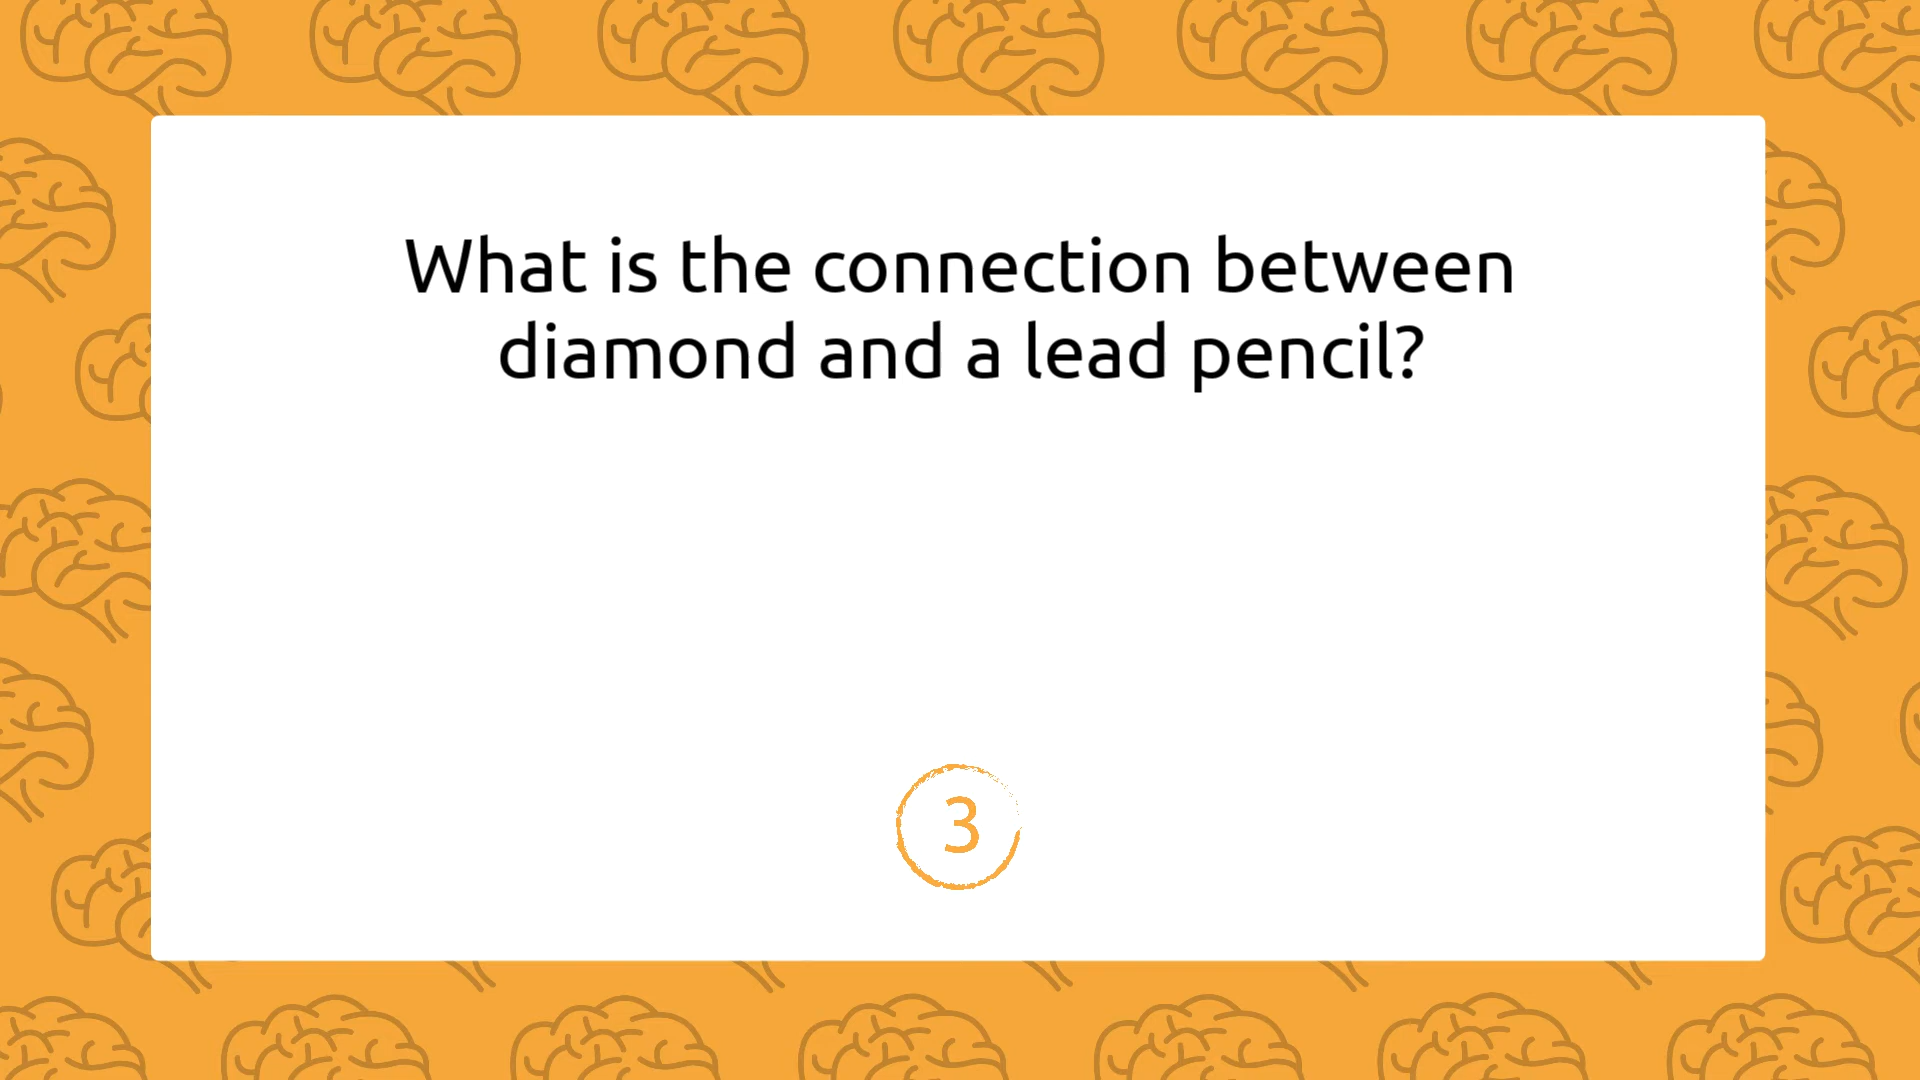 What is the connection between
diamond and a lead pencil?
3